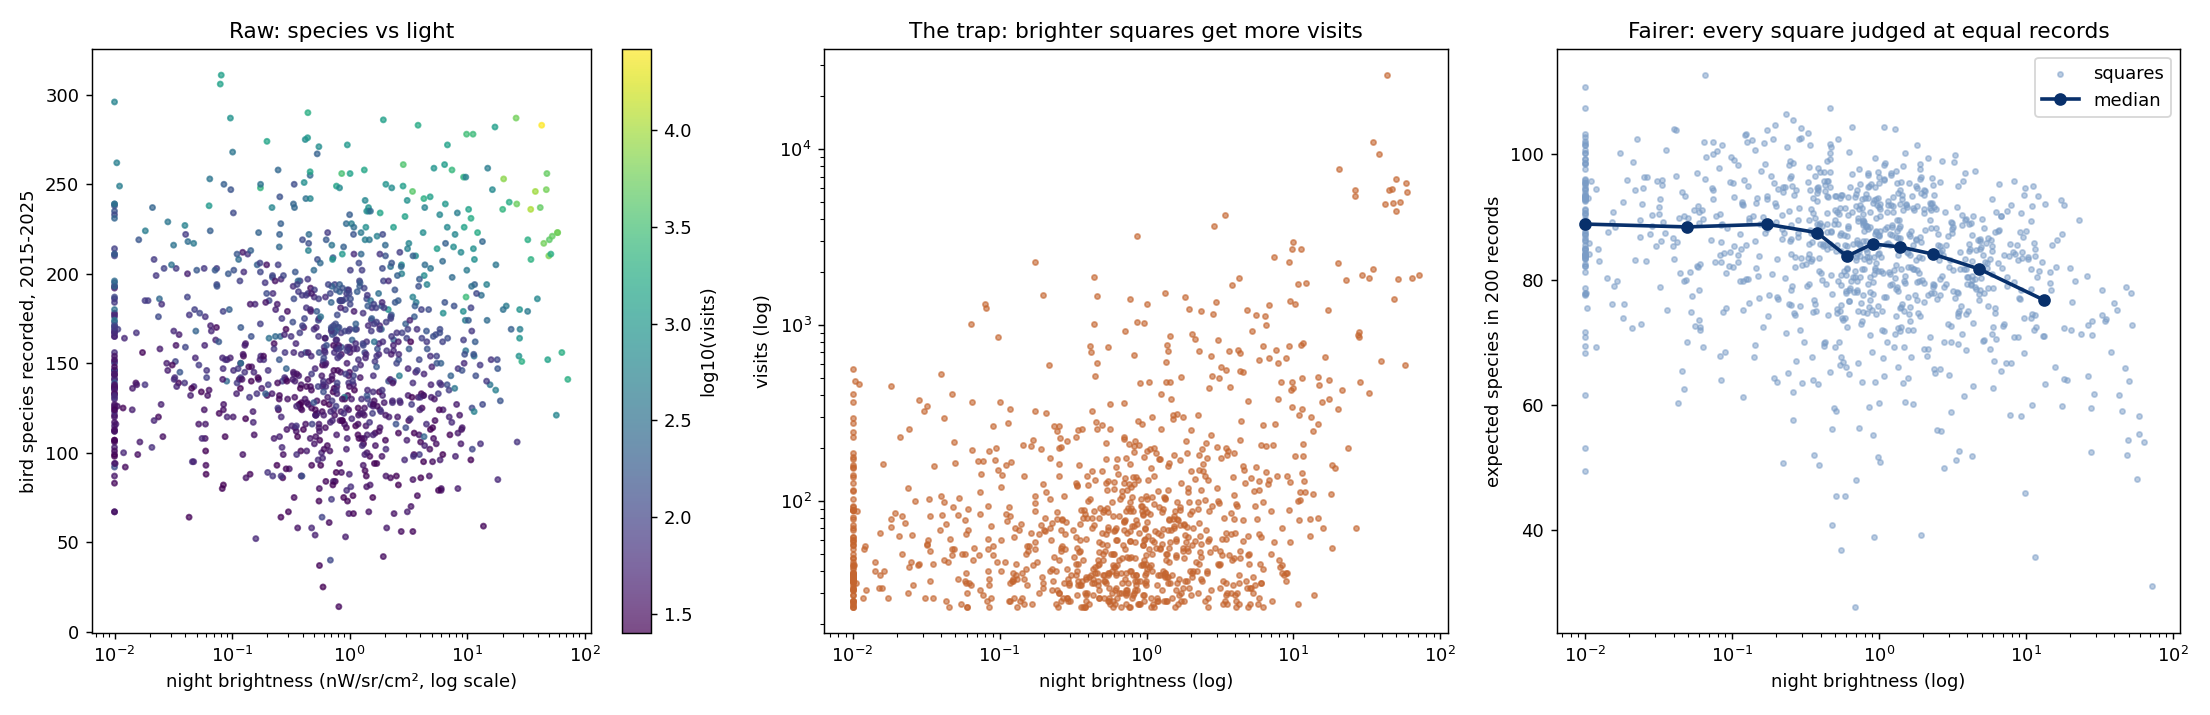 Raw: species vs light
bird species recorded, 2015-2025
300
250
200
150
100
50
0
10⁻²
10⁻¹
10⁰
10¹
10²
night brightness (nW/sr/cm², log scale)
4.0
3.5
3.0
2.5
2.0
1.5
log10(visits)
The trap: brighter squares get more visits
visits (log)
10⁴
10³
10²
10⁻²
10⁻¹
10⁰
10¹
10²
night brightness (log)
Fairer: every square judged at equal records
squares
median
expected species in 200 records
100
80
60
40
10⁻²
10⁻¹
10⁰
10¹
10²
night brightness (log)